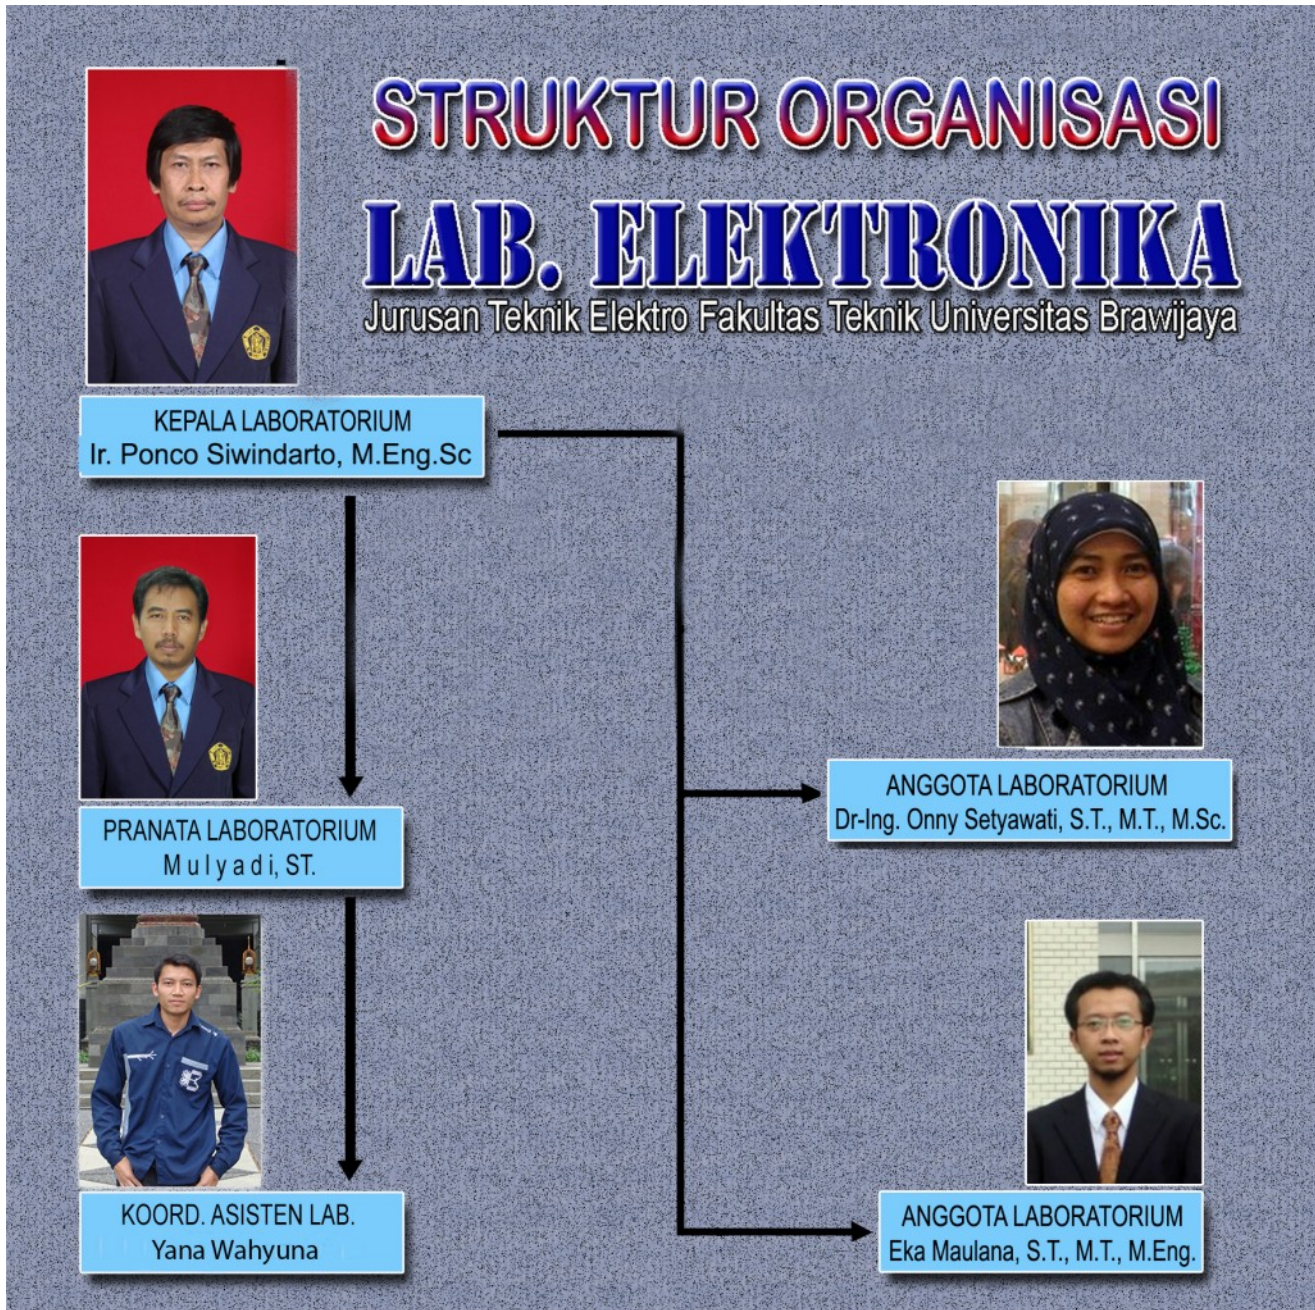 STRUKTUR ORGANISASI
LAB. ELEKTRONIKA
Jurusan Teknik Elektro Fakultas Teknik Universitas Brawijaya
KEPALA LABORATORIUM
Ir. Ponco Siwindarto, M.Eng.Sc
PRANATA LABORATORIUM
M u l y a d i, ST.
KOORD. ASISTEN LAB.
Yana Wahyuna
ANGGOTA LABORATORIUM
Dr-Ing. Onny Setyawati, S.T., M.T., M.Sc.
ANGGOTA LABORATORIUM
Eka Maulana, S.T., M.T., M.Eng.